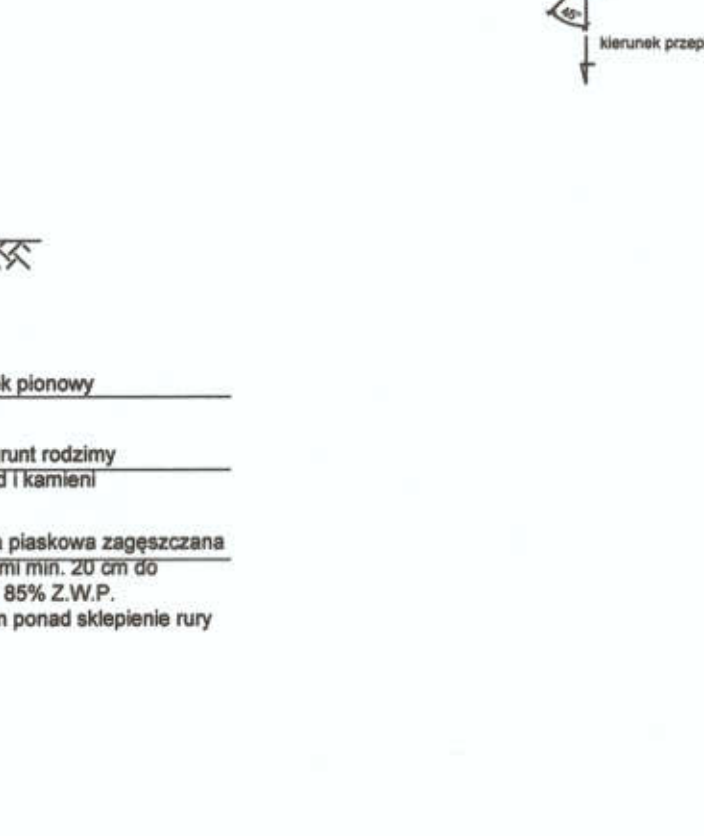 45°
kierunek przep
k pionowy
runt rodzimy
d i kamieni
a piaskowa zagęszczana
mi min. 20 cm do
85% Z.W.P.
m ponad sklepienie rury